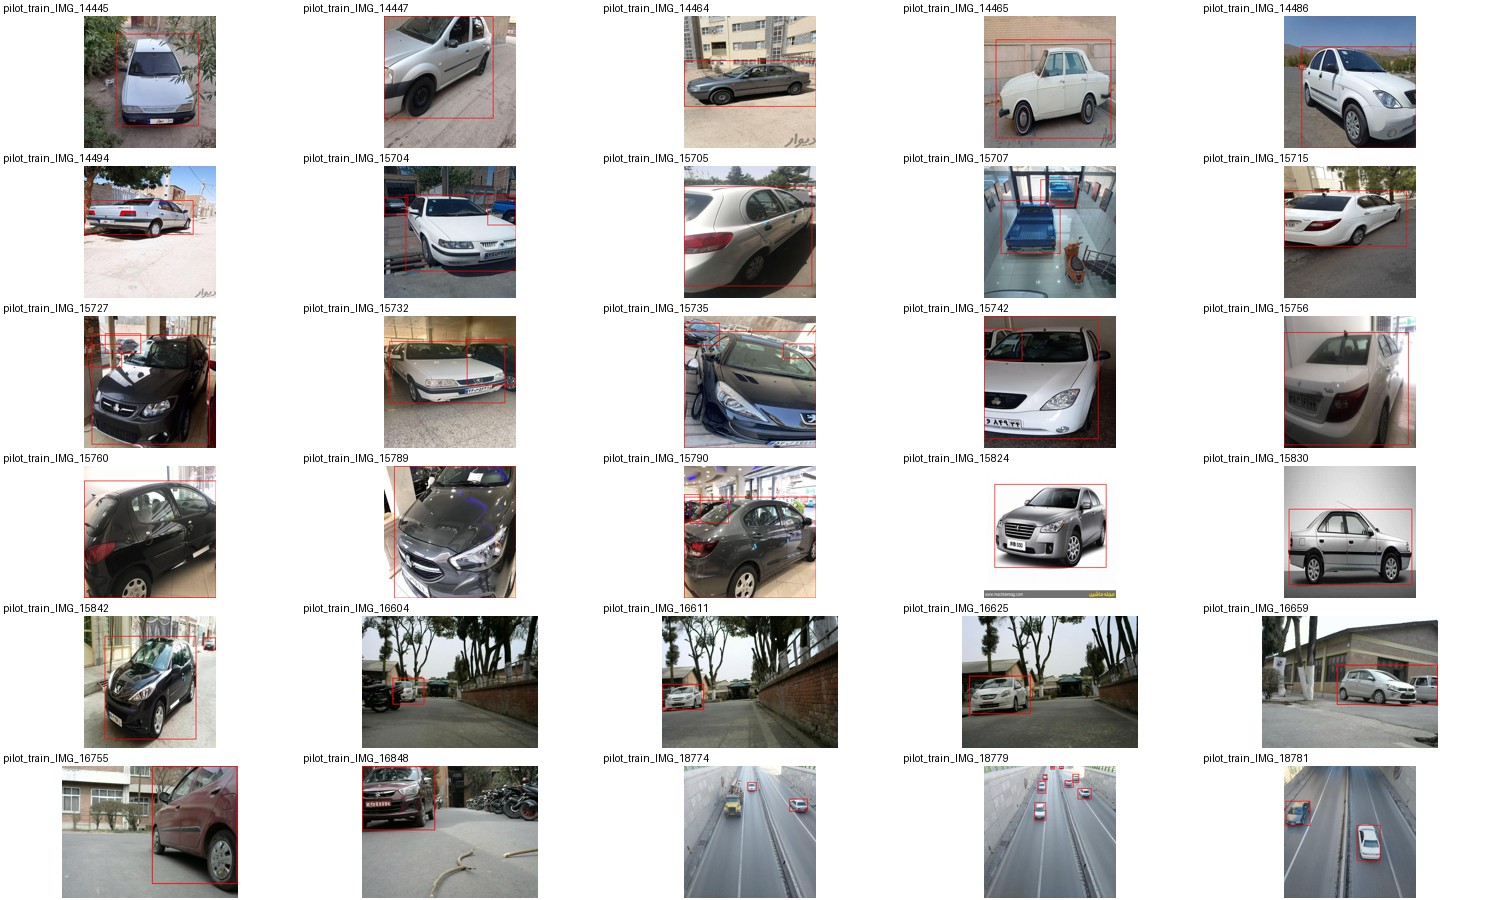 pilot_train_IMG_14445
pilot_train_IMG_14447
pilot_train_IMG_14464
pilot_train_IMG_14465
pilot_train_IMG_14486
دیوار
دیوار
pilot_train_IMG_14494
pilot_train_IMG_15704
pilot_train_IMG_15705
pilot_train_IMG_15707
pilot_train_IMG_15715
دیوار
pilot_train_IMG_15727
pilot_train_IMG_15732
pilot_train_IMG_15735
pilot_train_IMG_15742
pilot_train_IMG_15756
pilot_train_IMG_15760
pilot_train_IMG_15789
pilot_train_IMG_15790
pilot_train_IMG_15824
pilot_train_IMG_15830
pilot_train_IMG_15842
pilot_train_IMG_16604
pilot_train_IMG_16611
pilot_train_IMG_16625
pilot_train_IMG_16659
pilot_train_IMG_16755
pilot_train_IMG_16848
pilot_train_IMG_18774
pilot_train_IMG_18779
pilot_train_IMG_18781